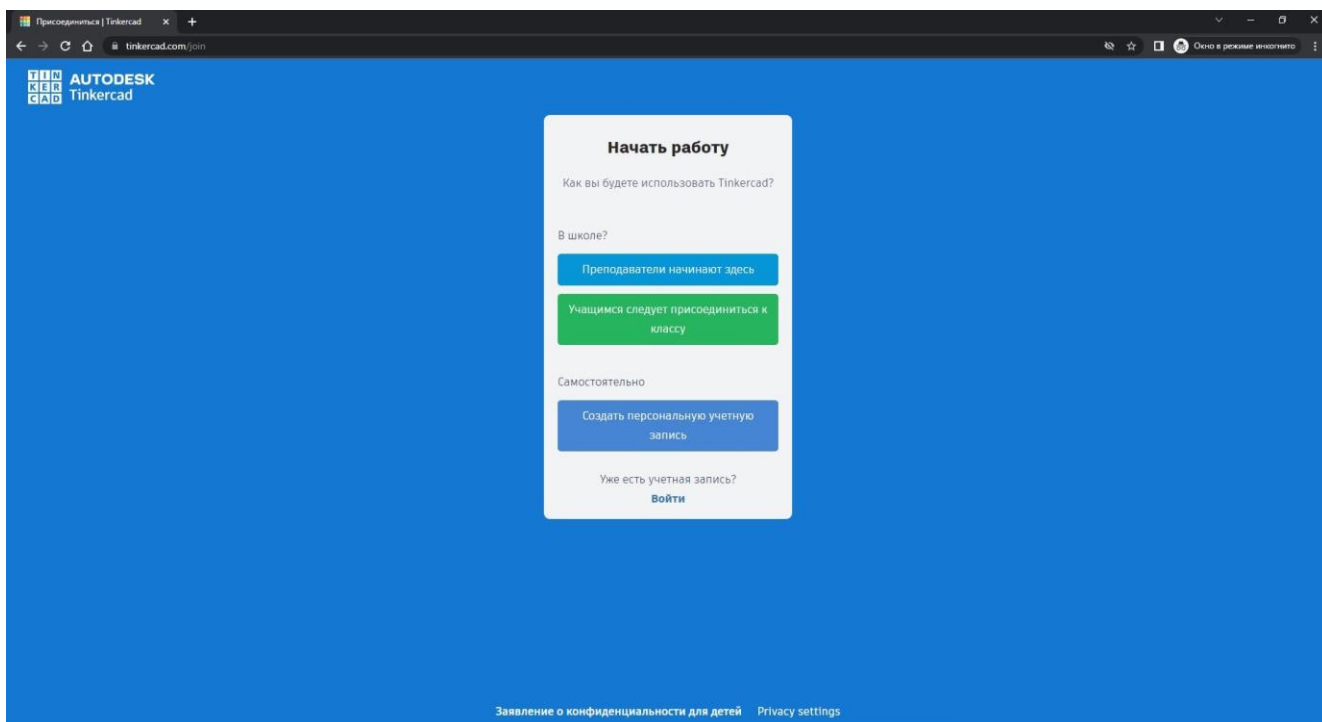 Присоединиться | Tinkercad
tinkercad.com/join
Окно в режиме инкогнито
TIN
KER
CAD
AUTODESK
Tinkercad
Начать работу
Как вы будете использовать Tinkercad?
В школе?
Преподаватели начинают здесь
Учащимся следует присоединиться к
классу
Самостоятельно
Создать персональную учетную
запись
Уже есть учетная запись?
Войти
Заявление о конфиденциальности для детей Privacy settings